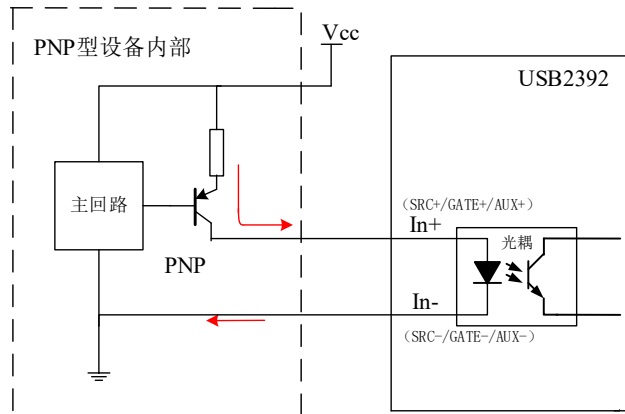 PNP型设备内部
Vcc
USB2392
主回路
PNP
（SRC+/GATE+/AUX+）
In+
光耦
In-
（SRC-/GATE-/AUX-）